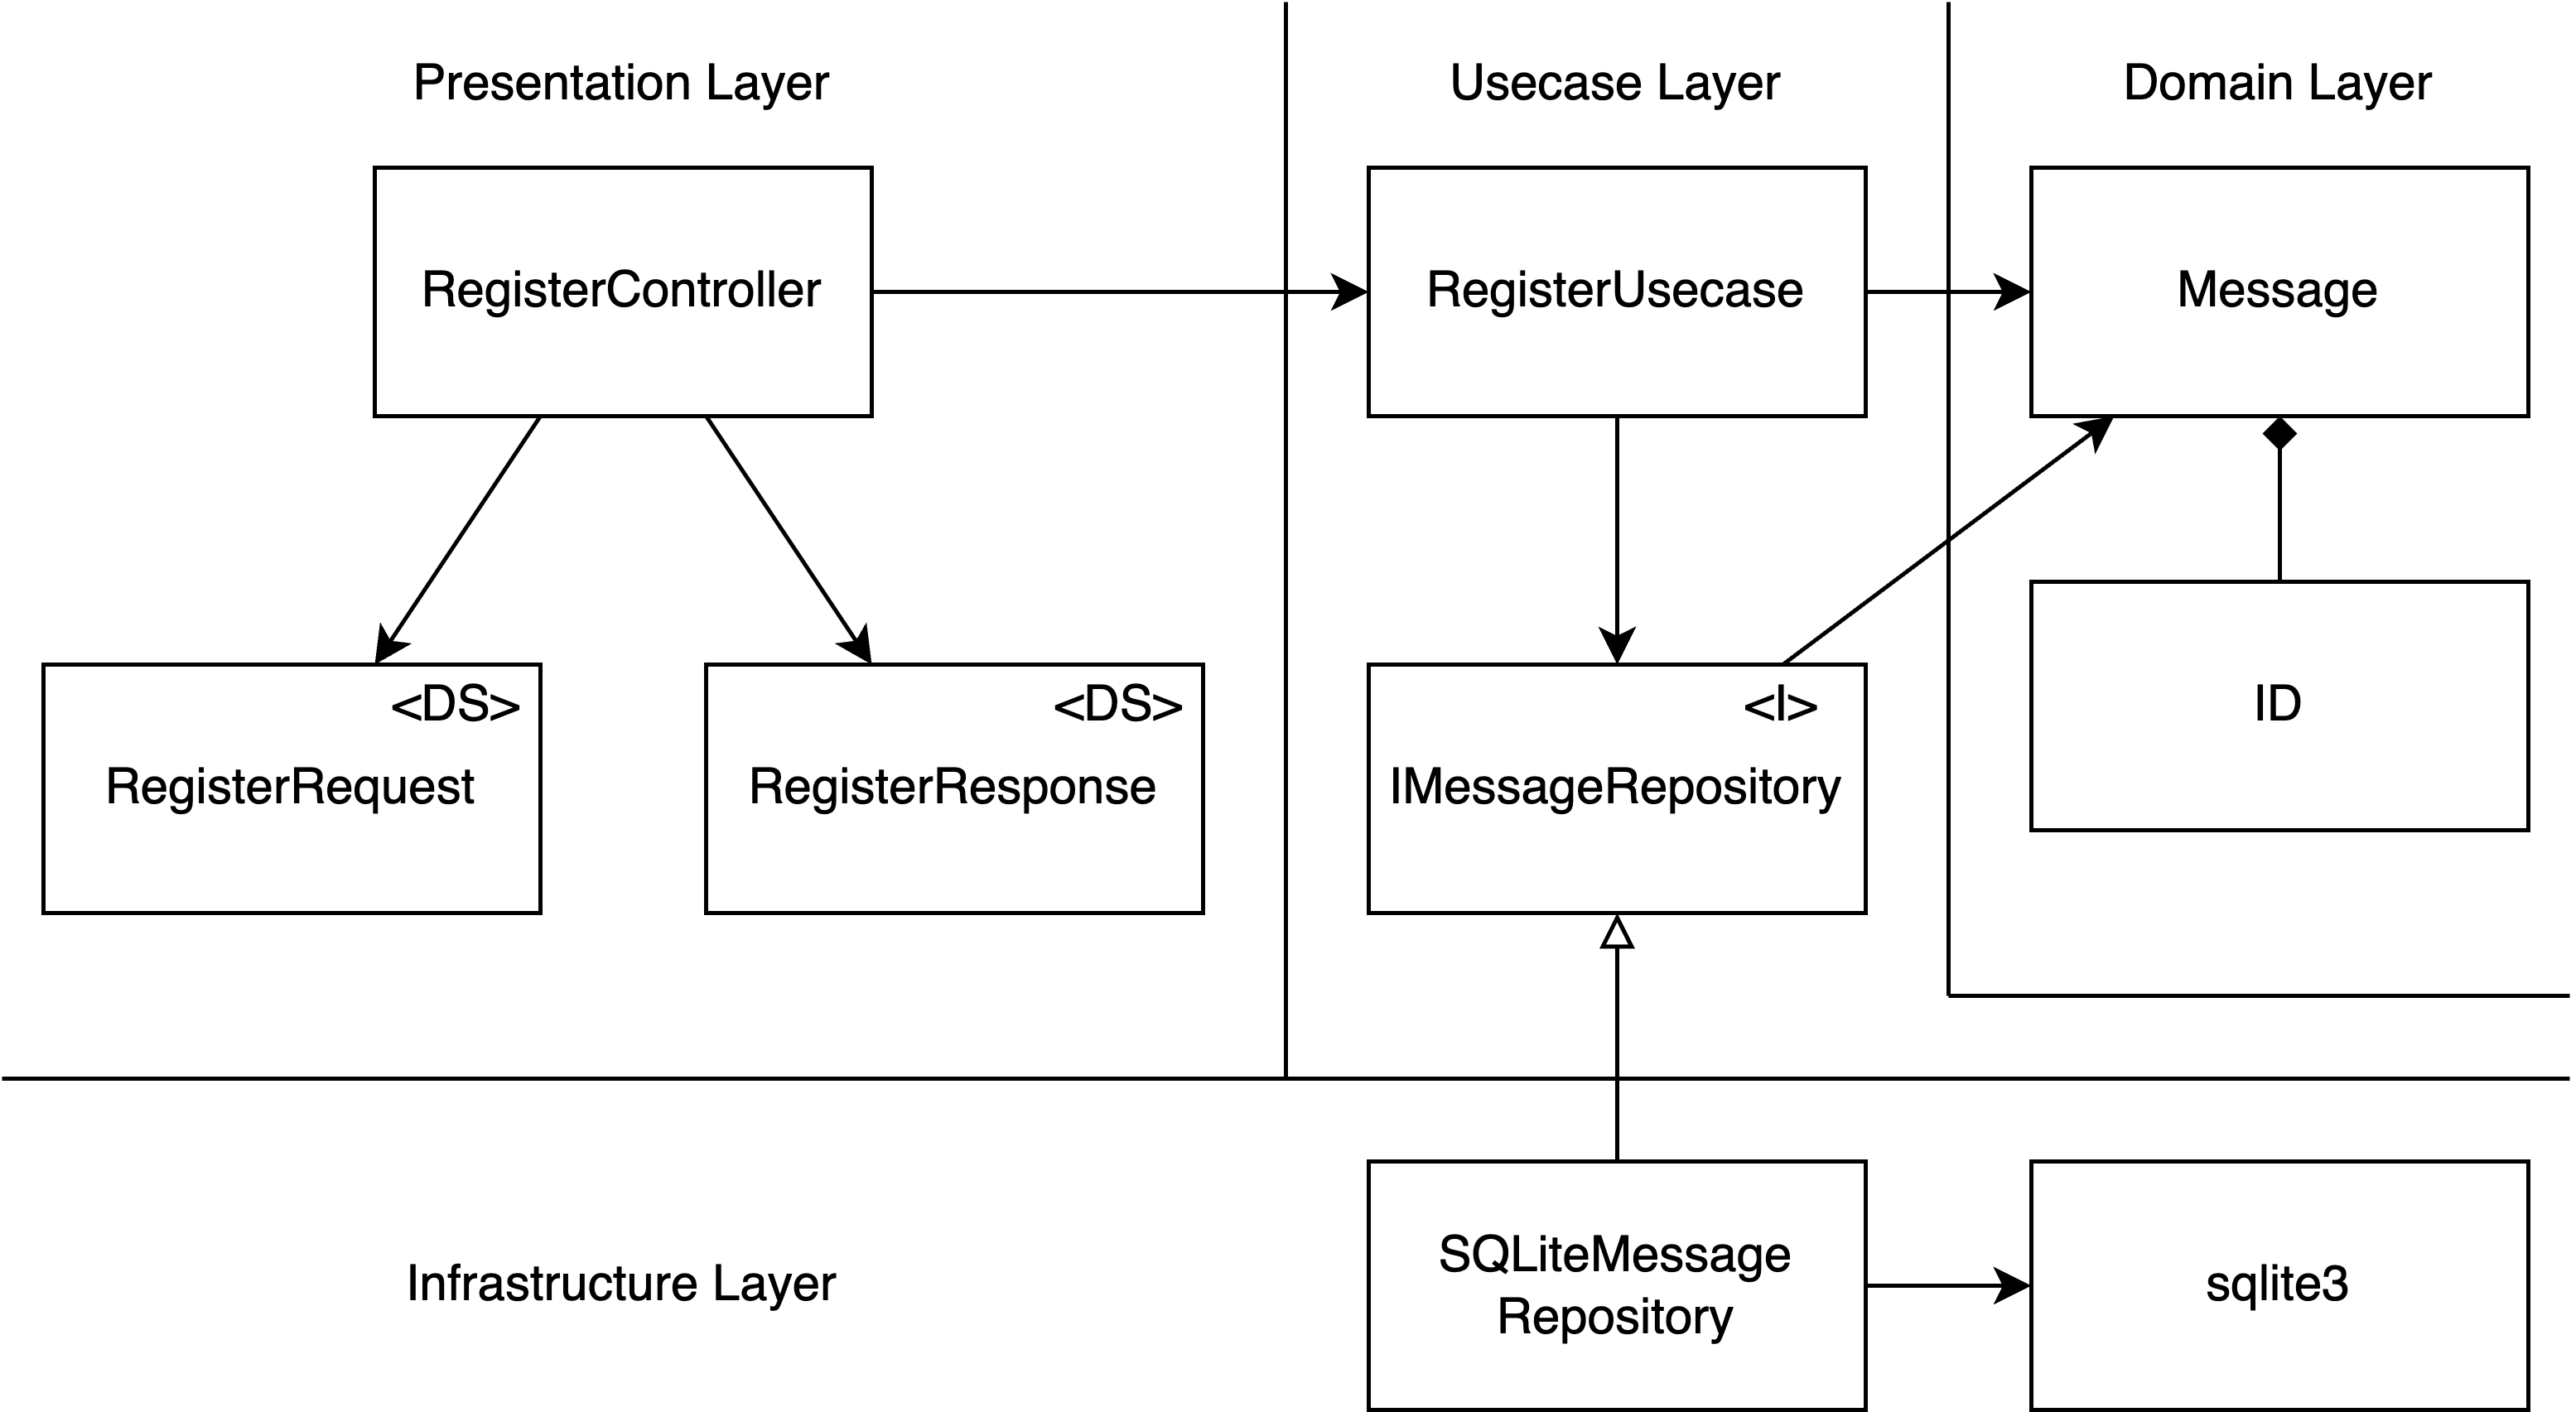 Presentation Layer
Usecase Layer
Domain Layer
RegisterController
RegisterUsecase
Message
<DS>
RegisterRequest
<DS>
RegisterResponse
<I>
IMessageRepository
ID
Infrastructure Layer
SQLiteMessage
Repository
sqlite3